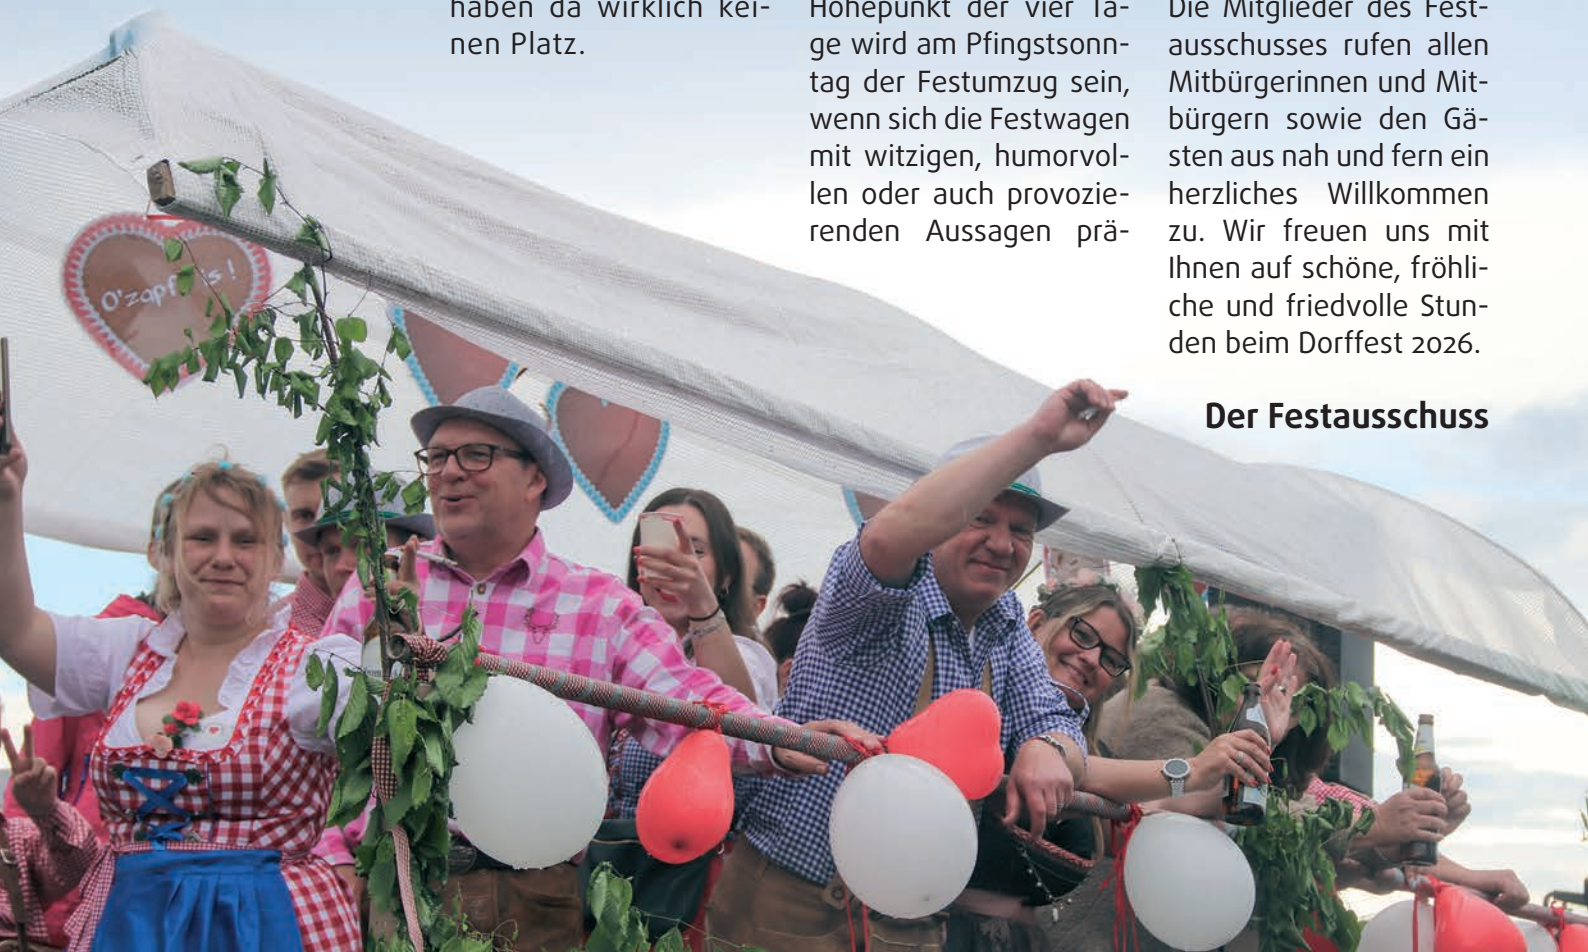 haben da wirklich kei-
nen Platz.
Höhepunkt der vier Ta-
ge wird am Pfingstsonn-
tag der Festumzug sein,
wenn sich die Festwagen
mit witzigen, humorvol-
len oder auch provozie-
renden Aussagen prä-
Die Mitglieder des Fest-
ausschusses rufen allen
Mitbürgerinnen und Mit-
bürgern sowie den Gä-
sten aus nah und fern ein
herzliches Willkommen
zu. Wir freuen uns mit
Ihnen auf schöne, fröhli-
che und friedvolle Stun-
den beim Dorffest 2026.
Der Festausschuss